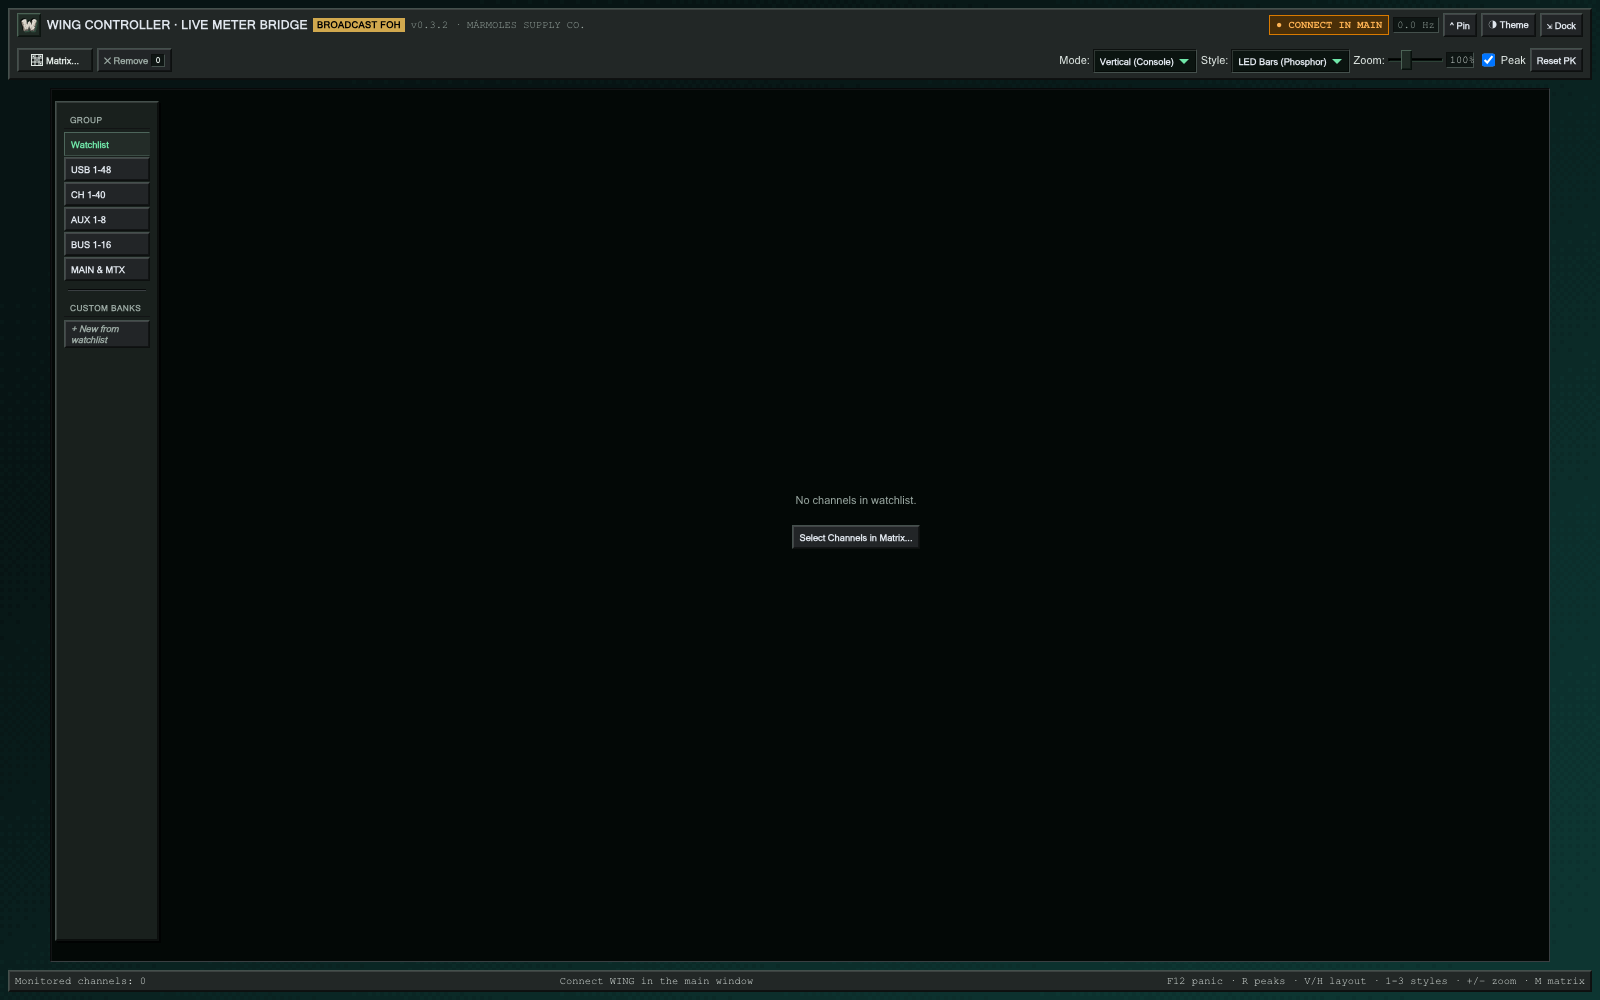 W WING CONTROLLER · LIVE METER BRIDGE BROADCAST FOH v0.3.2 · MÁRMOLES SUPPLY CO. ● CONNECT IN MAIN 0.0 Hz ^ Pin Theme Dock
Matrix... × Remove 0 Mode: Vertical (Console) Style: LED Bars (Phosphor) Zoom: 100% Peak Reset PK
GROUP
Watchlist
USB 1-48
CH 1-40
AUX 1-8
BUS 1-16
MAIN & MTX
CUSTOM BANKS
+ New from
watchlist
No channels in watchlist.
Select Channels in Matrix...
Monitored channels: 0 Connect WING in the main window F12 panic · R peaks · V/H layout · 1-3 styles · +/- zoom · M matrix